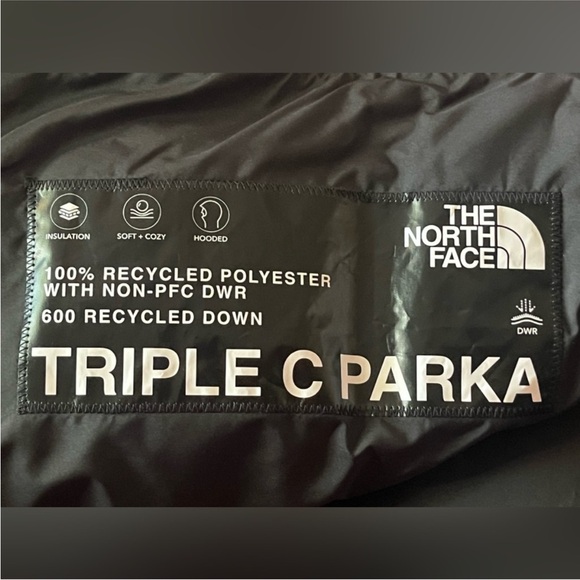 INSULATION
SOFT + COZY
HOODED
THE
NORTH
FACE
100% RECYCLED POLYESTER
WITH NON-PFC DWR
600 RECYCLED DOWN
DWR
TRIPLE C PARKA